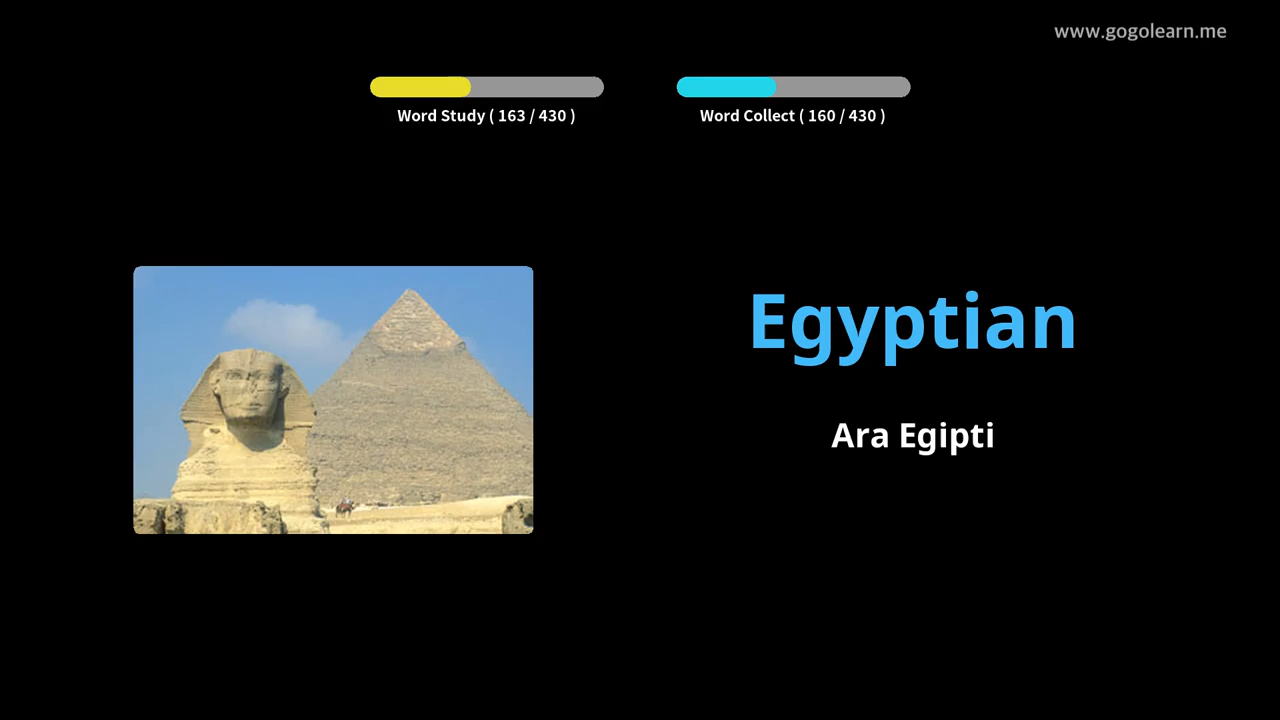 www.gogolearn.me
Word Study ( 163 / 430 )
Word Collect ( 160 / 430 )
Egyptian
Ara Egipti